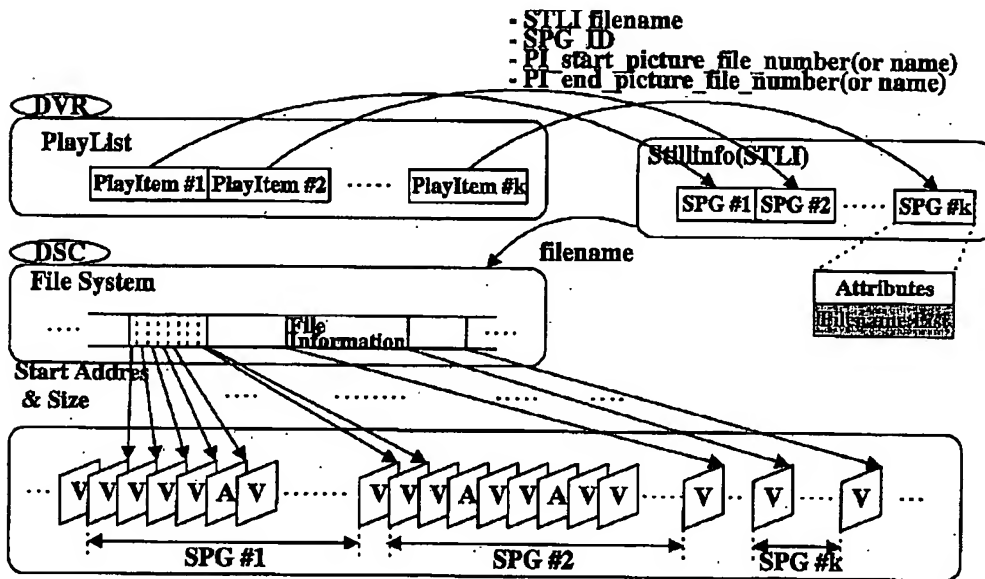 - STLI filename
- SPG_ID
- PI_start_picture_file_number(or name)
- PI_end_picture_file_number(or name)
DVR
PlayList
PlayItem #1 PlayItem #2 ····· PlayItem #k
Stillinfo(STLI)
SPG #1 SPG #2 ····· SPG #k
Attributes
DSC
filename
File System
····· File Information ·····
Start Addres & Size
····· ········ ······ ·····
··· V V V V V A V ········ V V V A V V A V V ····· V ··· V ······ V ···
SPG #1 SPG #2 SPG #k